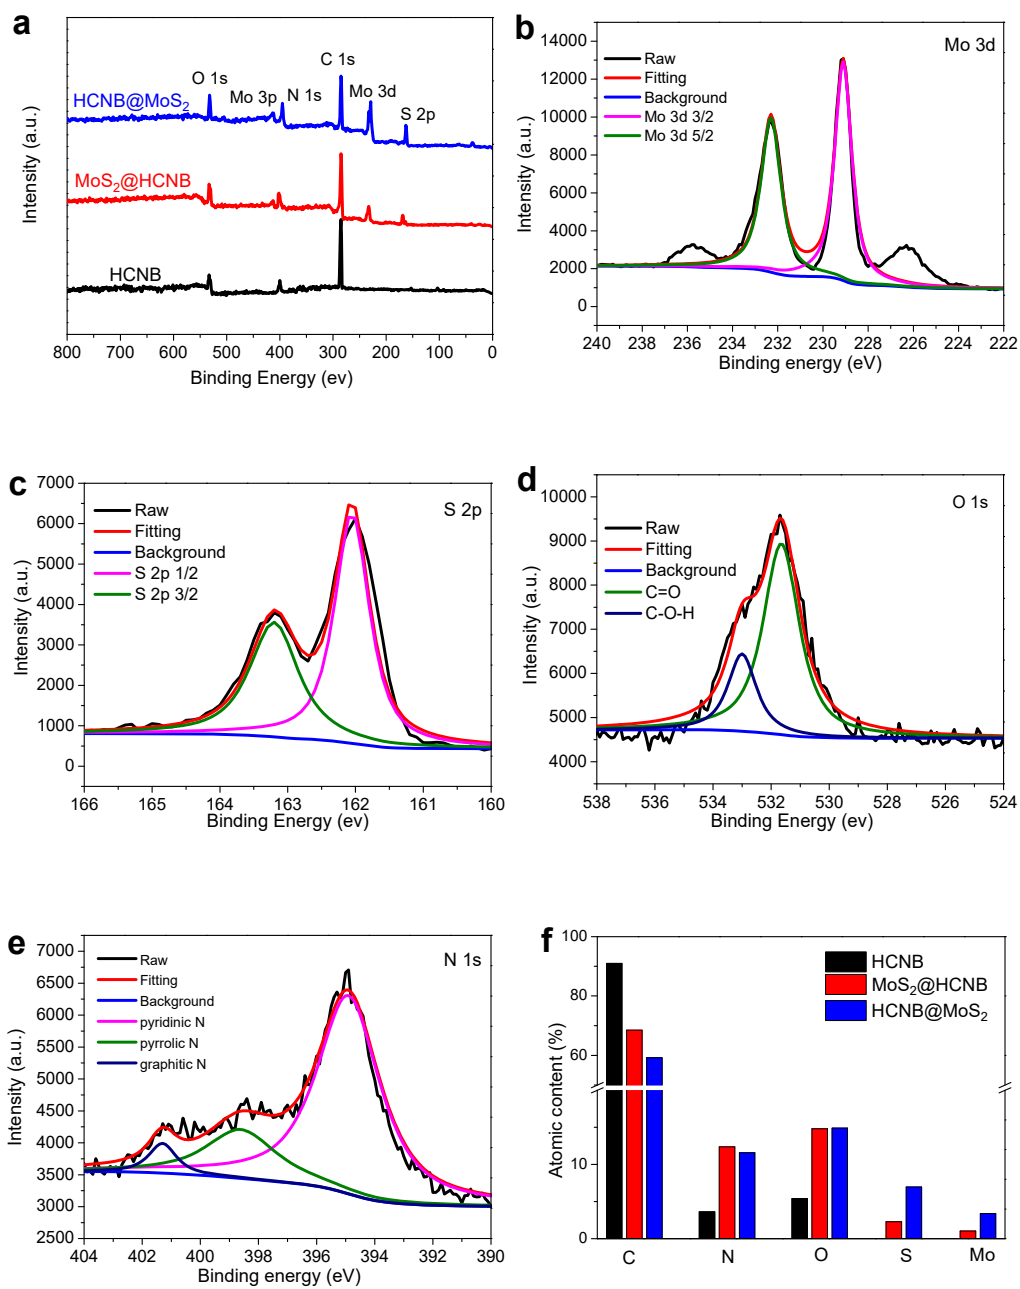 a
O 1s
C 1s
HCNB@MoS2
Mo 3p
N 1s
Mo 3d
S 2p
MoS2@HCNB
HCNB
Intensity (a.u.)
800 700 600 500 400 300 200 100 0
Binding Energy (ev)
b
Mo 3d
Raw
Fitting
Background
Mo 3d 3/2
Mo 3d 5/2
Intensity (a.u.)
14000
12000
10000
8000
6000
4000
2000
0
240 238 236 234 232 230 228 226 224 222
Binding energy (eV)
c
S 2p
Raw
Fitting
Background
S 2p 1/2
S 2p 3/2
Intensity (a.u.)
7000
6000
5000
4000
3000
2000
1000
0
166 165 164 163 162 161 160
Binding Energy (ev)
d
O 1s
Raw
Fitting
Background
C=O
C-O-H
Intensity (a.u.)
10000
9000
8000
7000
6000
5000
4000
538 536 534 532 530 528 526 524
Binding Energy (ev)
e
N 1s
Raw
Fitting
Background
pyridinic N
pyrrolic N
graphitic N
Intensity (a.u.)
7000
6500
6000
5500
5000
4500
4000
3500
3000
2500
404 402 400 398 396 394 392 390
Binding energy (eV)
f
HCNB
MoS2@HCNB
HCNB@MoS2
Atomic content (%)
100
80
60
10
0
C N O S Mo